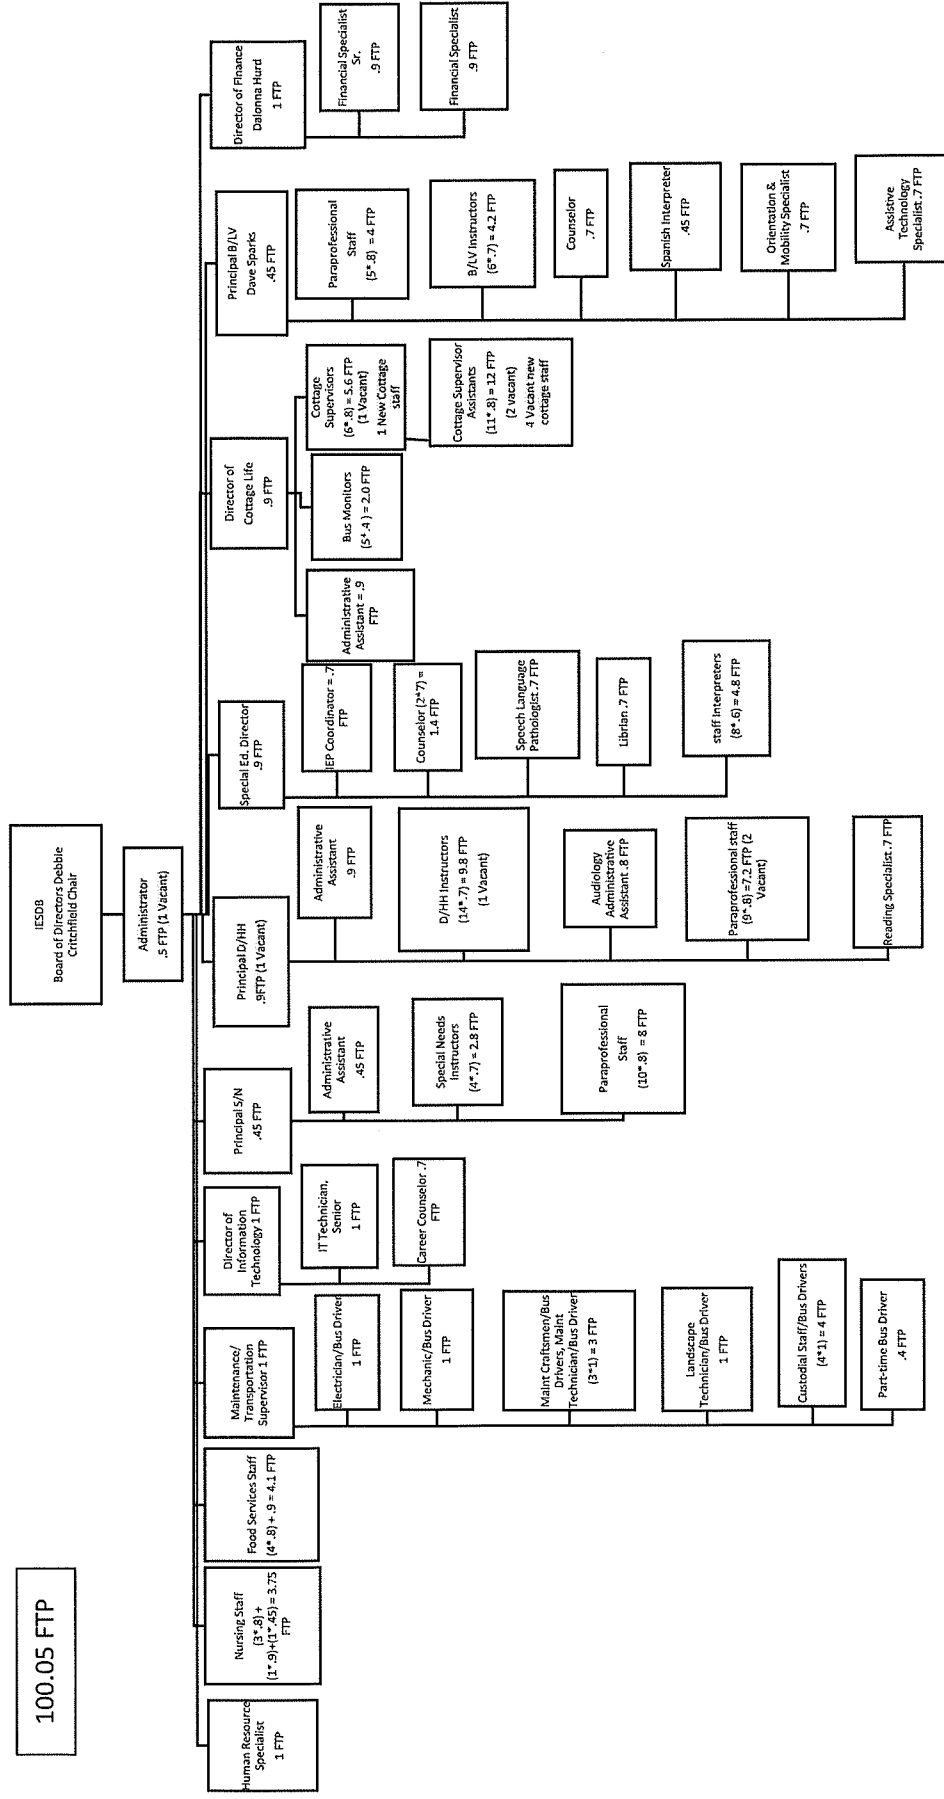 100.05 FTP
IESDB
Board of Directors Debbie
Critchfield Chair
Administrator
.5 FTP (1 Vacant)
Human Resource
Specialist
1 FTP
Nursing Staff
(3*.8) +
(1*.9)+(1*.45) = 3.75
FTP
Food Services Staff
(4*.8) + .9 = 4.1 FTP
Maintenance/
Transportation
Supervisor 1 FTP
Electrician/Bus Driver
1 FTP
Mechanic/Bus Driver
1 FTP
Maint Craftsmen/Bus
Drivers, Maint
Technician/Bus Driver
(3*1) = 3 FTP
Landscape
Technician/Bus Driver
1 FTP
Custodial Staff/Bus Drivers
(4*1) = 4 FTP
Part-time Bus Driver
.4 FTP
Director of
Information
Technology 1 FTP
IT Technician,
Senior
1 FTP
Career Counselor .7
FTP
Principal S/N
.45 FTP
Administrative
Assistant
.45 FTP
Special Needs
Instructors
(4*.7) = 2.8 FTP
Paraprofessional
Staff
(10*.8) = 8 FTP
Principal D/HH
.9FTP (1 Vacant)
Administrative
Assistant
.9 FTP
D/HH Instructors
(14*.7) = 9.8 FTP
(1 Vacant)
Audiology
Administrative
Assistant .8 FTP
Paraprofessional staff
(9*.8) =7.2 FTP (2
Vacant)
Reading Specialist .7 FTP
Special Ed. Director
.9 FTP
IEP Coordinator = .7
FTP
Counselor (2*7) =
1.4 FTP
Speech Language
Pathologist .7 FTP
Librian .7 FTP
staff Interpreters
(8*.6) = 4.8 FTP
Director of
Cottage Life
.9 FTP
Administrative
Assistant = .9
FTP
Bus Monitors
(5*.4 ) = 2.0 FTP
Cottage
Supervisors
(6*.8) = 5.6 FTP
(1 Vacant)
1 New Cottage
staff
Cottage Supervisor
Assistants
(11*.8) = 12 FTP
(2 vacant)
4 Vacant new
cottage staff
Principal B/LV
Dave Sparks
.45 FTP
Paraprofessional
Staff
(5*.8) = 4 FTP
B/LV Instructors
(6*.7) = 4.2 FTP
Counselor
.7 FTP
Spanish Interpreter
.45 FTP
Orientation &
Mobility Specialist
.7 FTP
Assistive
Technology
Specialist .7 FTP
Director of Finance
Dalonna Hurd
1 FTP
Financial Specialist
Sr.
.9 FTP
Financial Specialist
.9 FTP